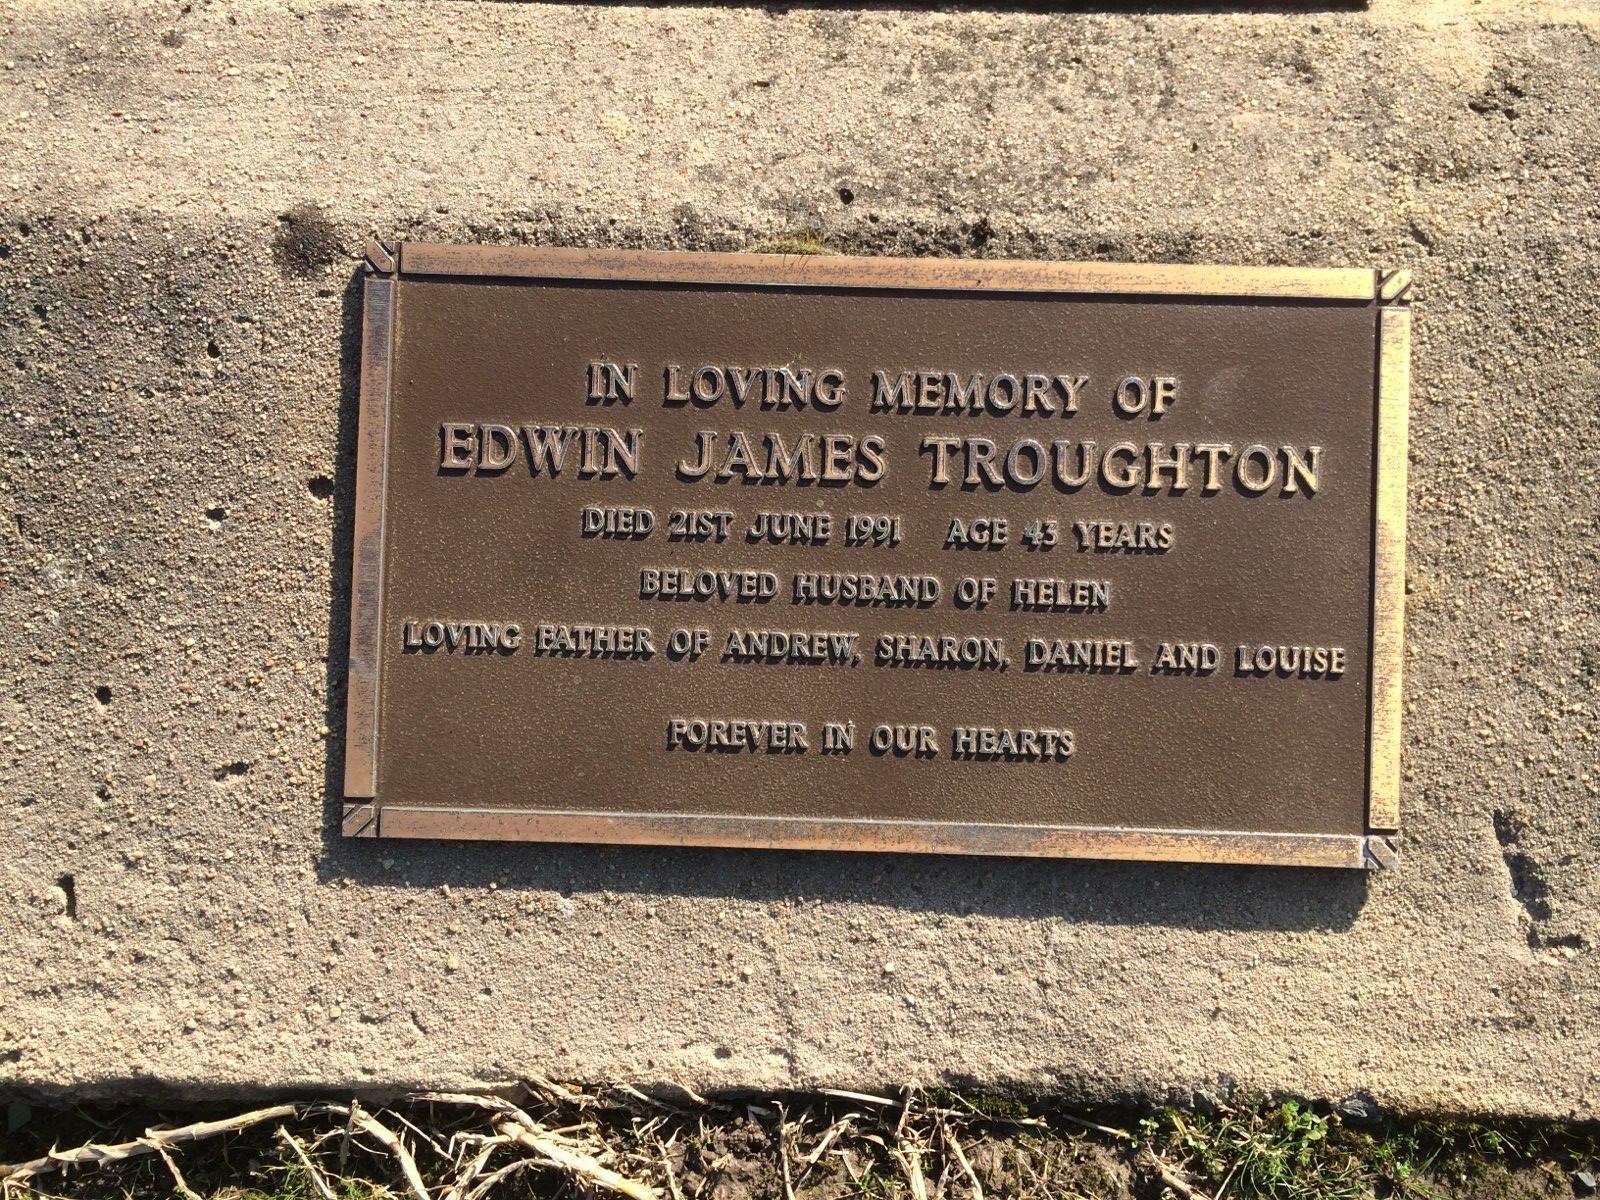 IN LOVING MEMORY OF
EDWIN JAMES TROUGHTON
DIED 21ST JUNE 1991 AGE 43 YEARS
BELOVED HUSBAND OF HELEN
LOVING FATHER OF ANDREW, SHARON, DANIEL AND LOUISE
FOREVER IN OUR HEARTS